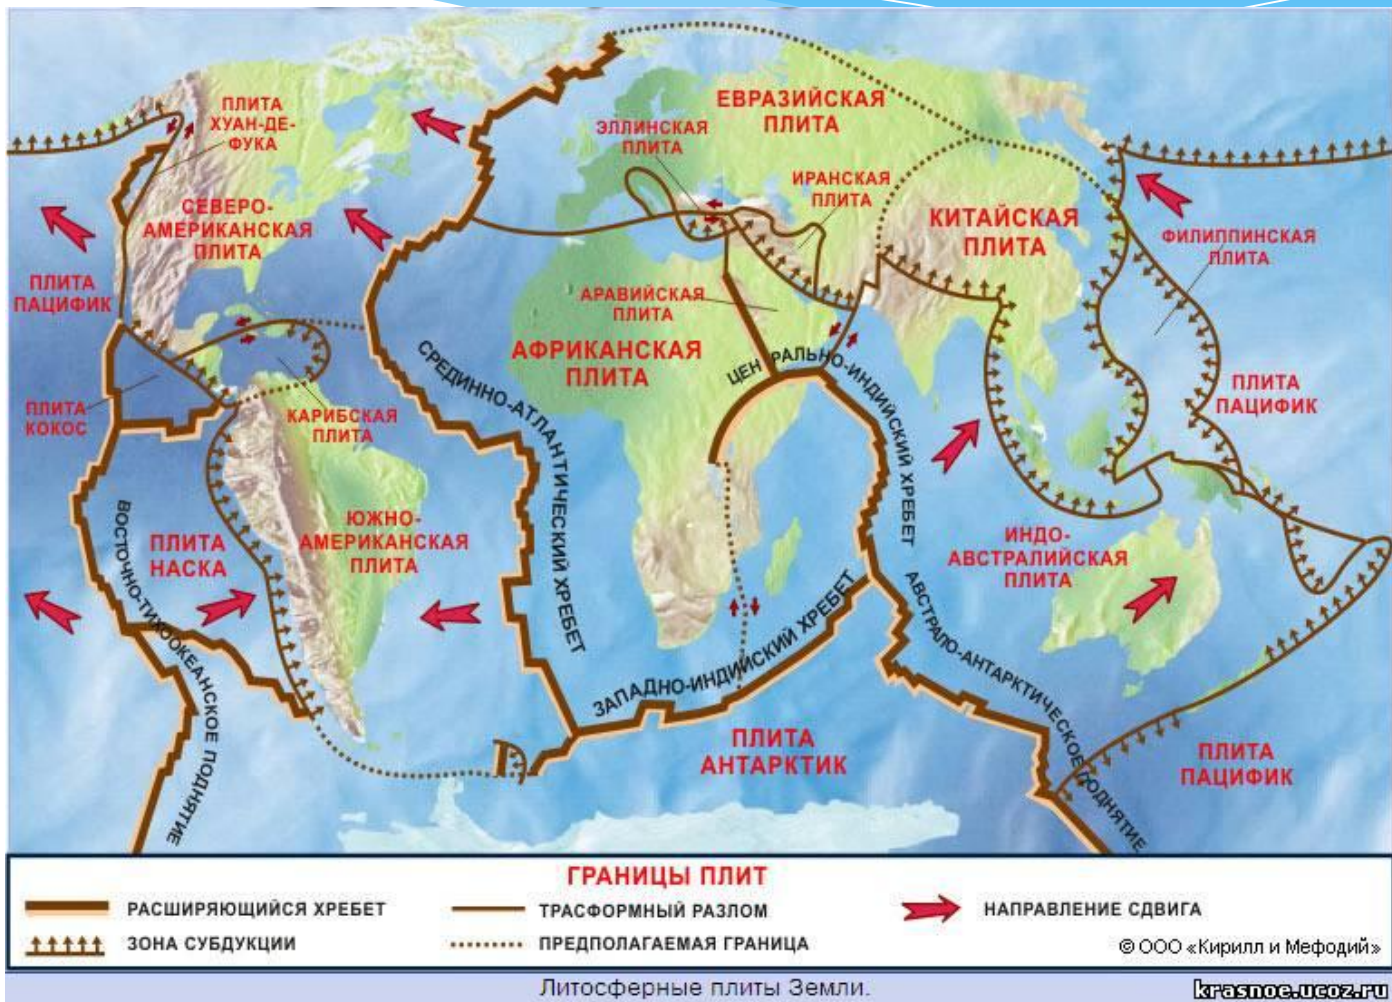 ПЛИТА
ХУАН-ДЕ-
ФУКА
ЕВРАЗИЙСКАЯ
ПЛИТА
ЭЛЛИНСКАЯ
ПЛИТА
ИРАНСКАЯ
ПЛИТА
СЕВЕРО-
АМЕРИКАНСКАЯ
ПЛИТА
КИТАЙСКАЯ
ПЛИТА
ФИЛИППИНСКАЯ
ПЛИТА
ПЛИТА
ПАЦИФИК
АРАВИЙСКАЯ
ПЛИТА
АФРИКАНСКАЯ
ПЛИТА
ЦЕНТРАЛЬНО-ИНДИЙСКИЙ ХРЕБЕТ
СРЕДИННО-АТЛАНТИЧЕСКИЙ ХРЕБЕТ
ПЛИТА
КОКОС
КАРИБСКАЯ
ПЛИТА
ПЛИТА
ПАЦИФИК
ВОСТОЧНО-ТИХООКЕАНСКОЕ ПОДНЯТИЕ
ПЛИТА
НАСКА
ЮЖНО-
АМЕРИКАНСКАЯ
ПЛИТА
ИНДО-
АВСТРАЛИЙСКАЯ
ПЛИТА
ЗАПАДНО-ИНДИЙСКИЙ ХРЕБЕТ
АВСТРАЛО-АНТАРКТИЧЕСКОЕ ПОДНЯТИЕ
ПЛИТА
АНТАРКТИК
ПЛИТА
ПАЦИФИК
ГРАНИЦЫ ПЛИТ
РАСШИРЯЮЩИЙСЯ ХРЕБЕТ
ТРАСФОРМНЫЙ РАЗЛОМ
НАПРАВЛЕНИЕ СДВИГА
ЗОНА СУБДУКЦИИ
ПРЕДПОЛАГАЕМАЯ ГРАНИЦА
© ООО «Кирилл и Мефодий»
Литосферные плиты Земли.
krasnoe.ucoz.ru